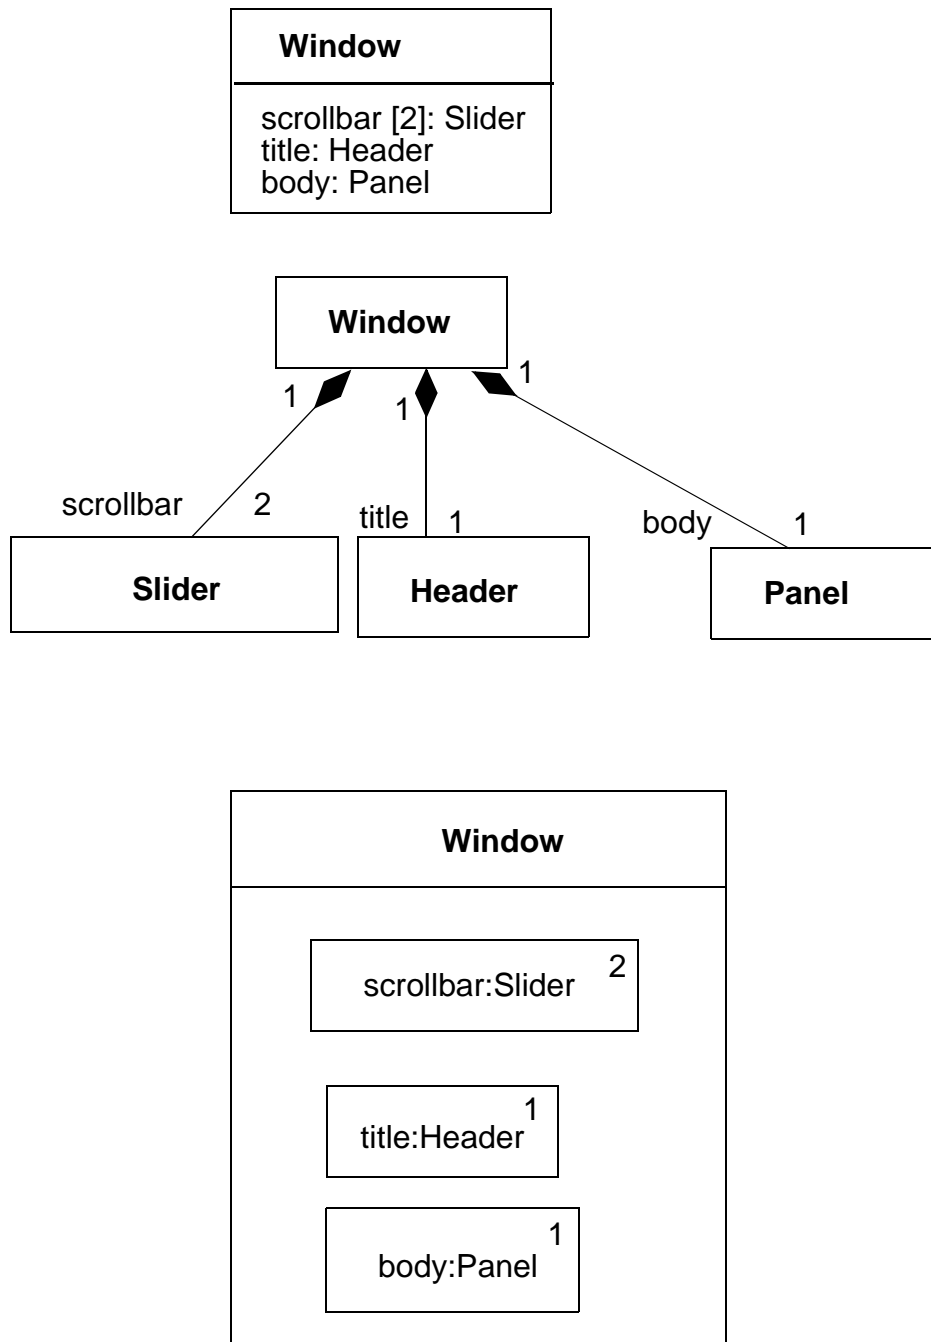 Window
scrollbar [2]: Slider
title: Header
body: Panel
Window
1
1
1
scrollbar
2
title
1
body
1
Slider
Header
Panel
Window
scrollbar:Slider
2
title:Header
1
body:Panel
1